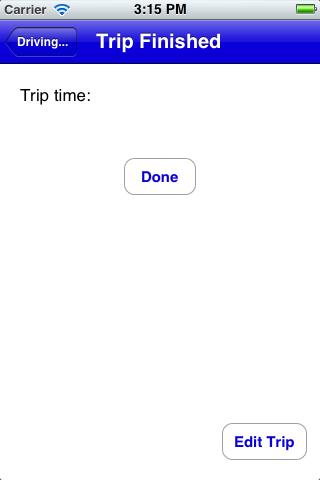 Carrier 3:15 PM
Driving... Trip Finished
Trip time:
Done
Edit Trip